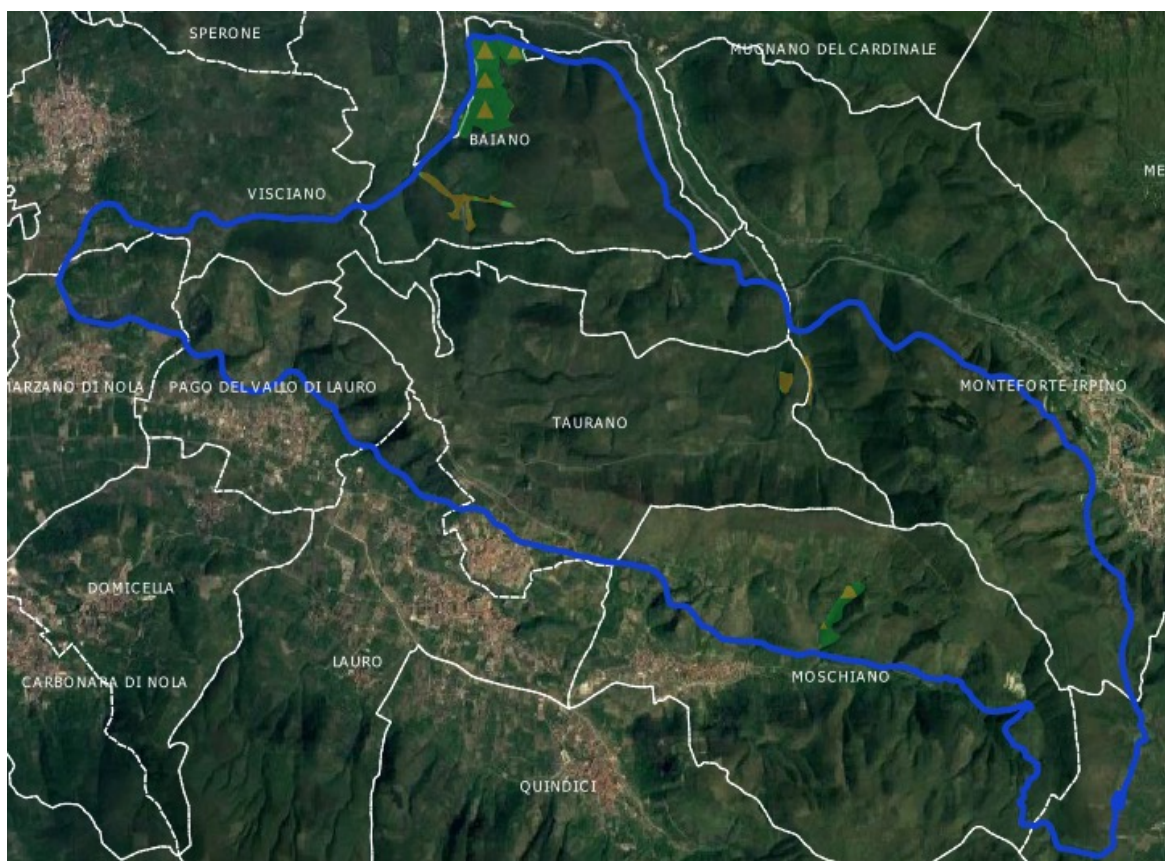 SPERONE
MUGNANO DEL CARDINALE
BAIANO
ME
VISCIANO
MARZANO DI NOLA
PAGO DEL VALLO DI LAURO
MONTEFORTE IRPINO
TAURANO
DOMICELLA
LAURO
MOSCHIANO
CARBONARA DI NOLA
QUINDICI